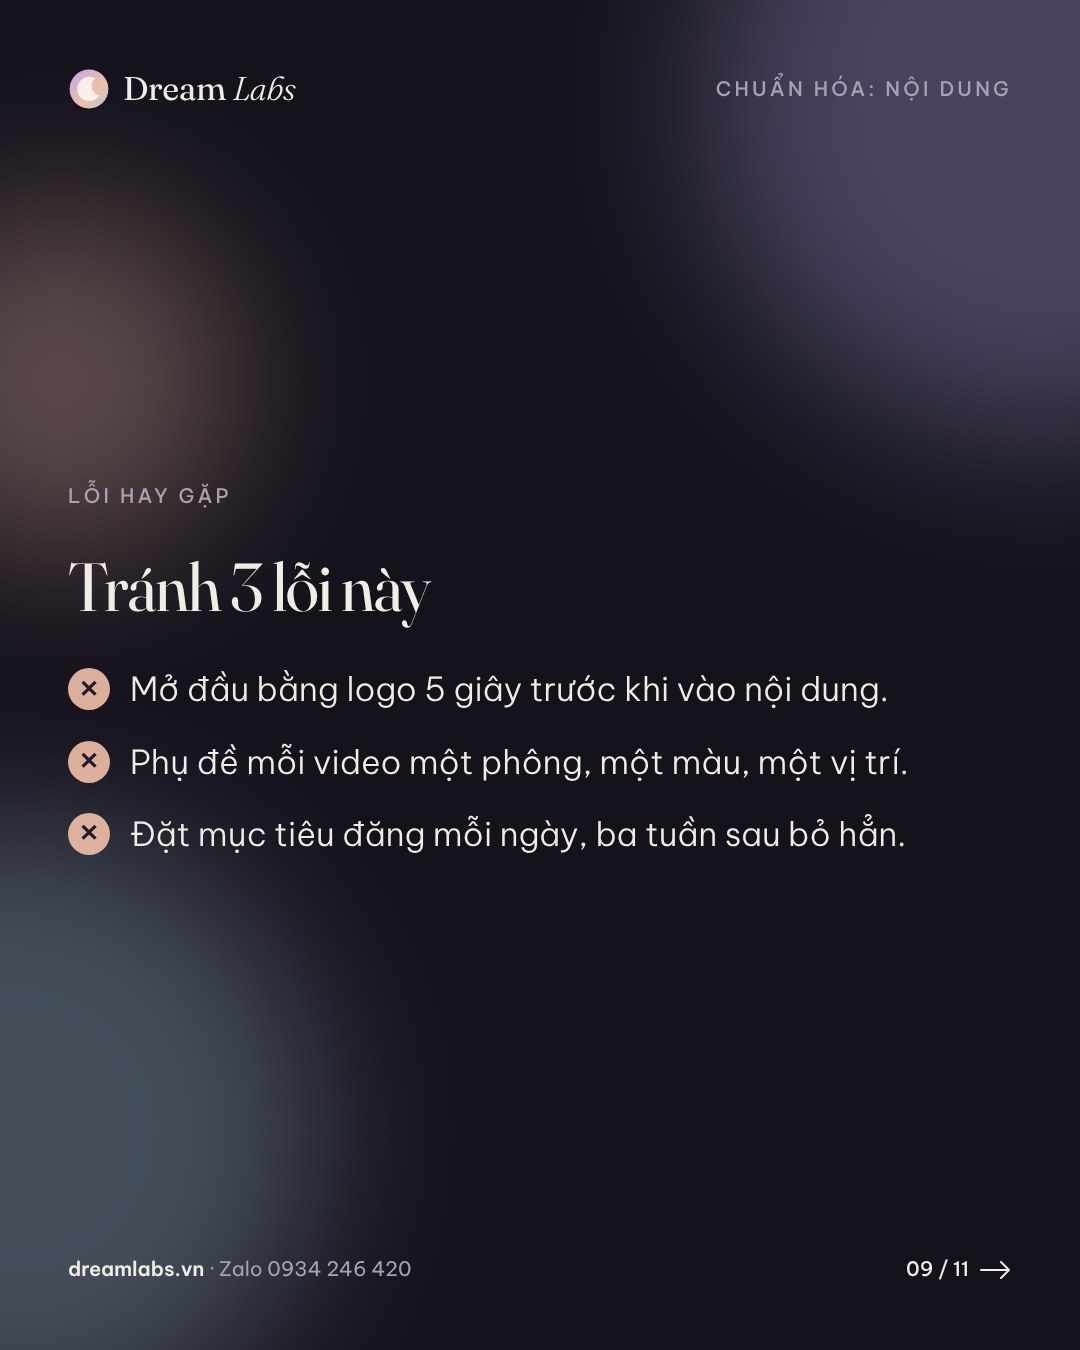 Dream Labs
CHUẨN HÓA: NỘI DUNG
LỖI HAY GẶP
Tránh 3 lỗi này
Mở đầu bằng logo 5 giây trước khi vào nội dung.
Phụ đề mỗi video một phông, một màu, một vị trí.
Đặt mục tiêu đăng mỗi ngày, ba tuần sau bỏ hẳn.
dreamlabs.vn · Zalo 0934 246 420
09 / 11